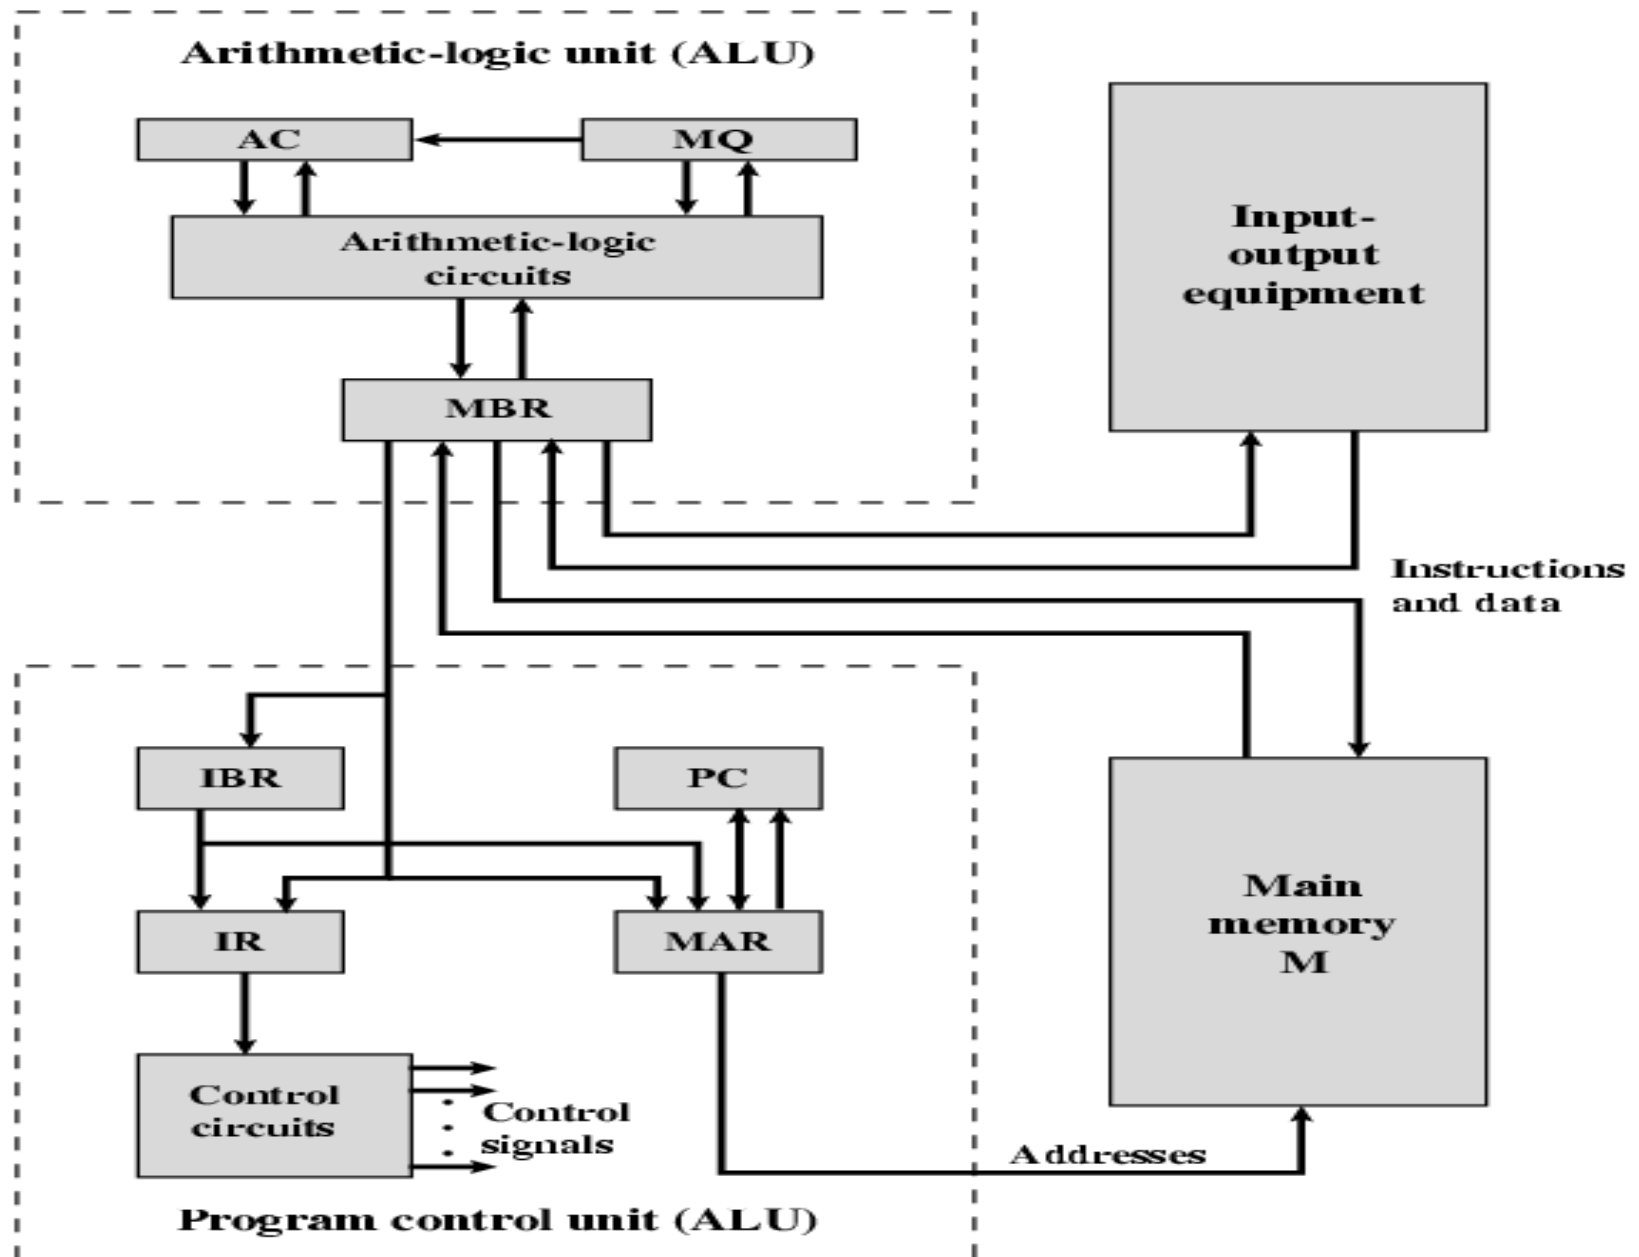 Arithmetic-logic unit (ALU)
AC
MQ
Arithmetic-logic
circuits
MBR
Input-
output
equipment
Instructions
and data
IBR
PC
IR
MAR
Main
memory
M
Control
circuits
Control
signals
Addresses
Program control unit (ALU)